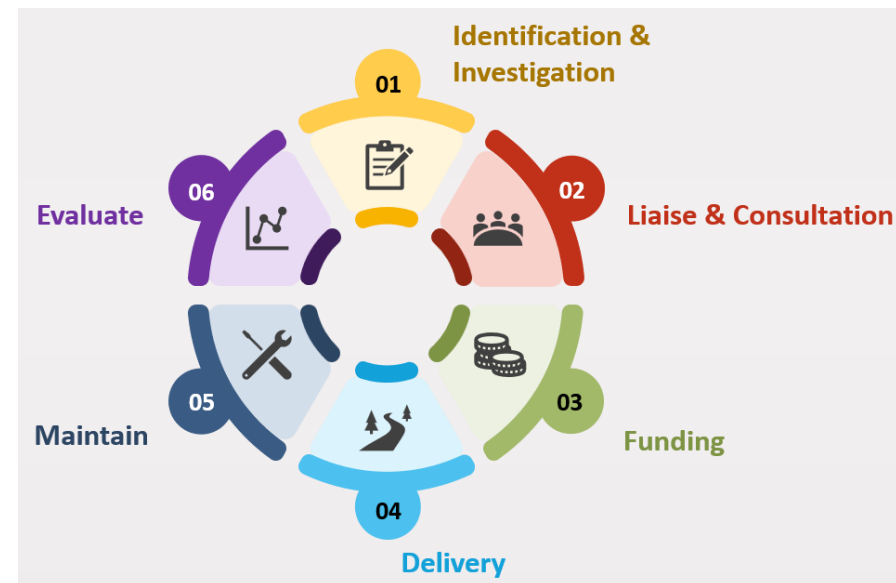 Identification &
Investigation
01
02
Liaise & Consultation
03
Funding
04
Delivery
05
Maintain
06
Evaluate